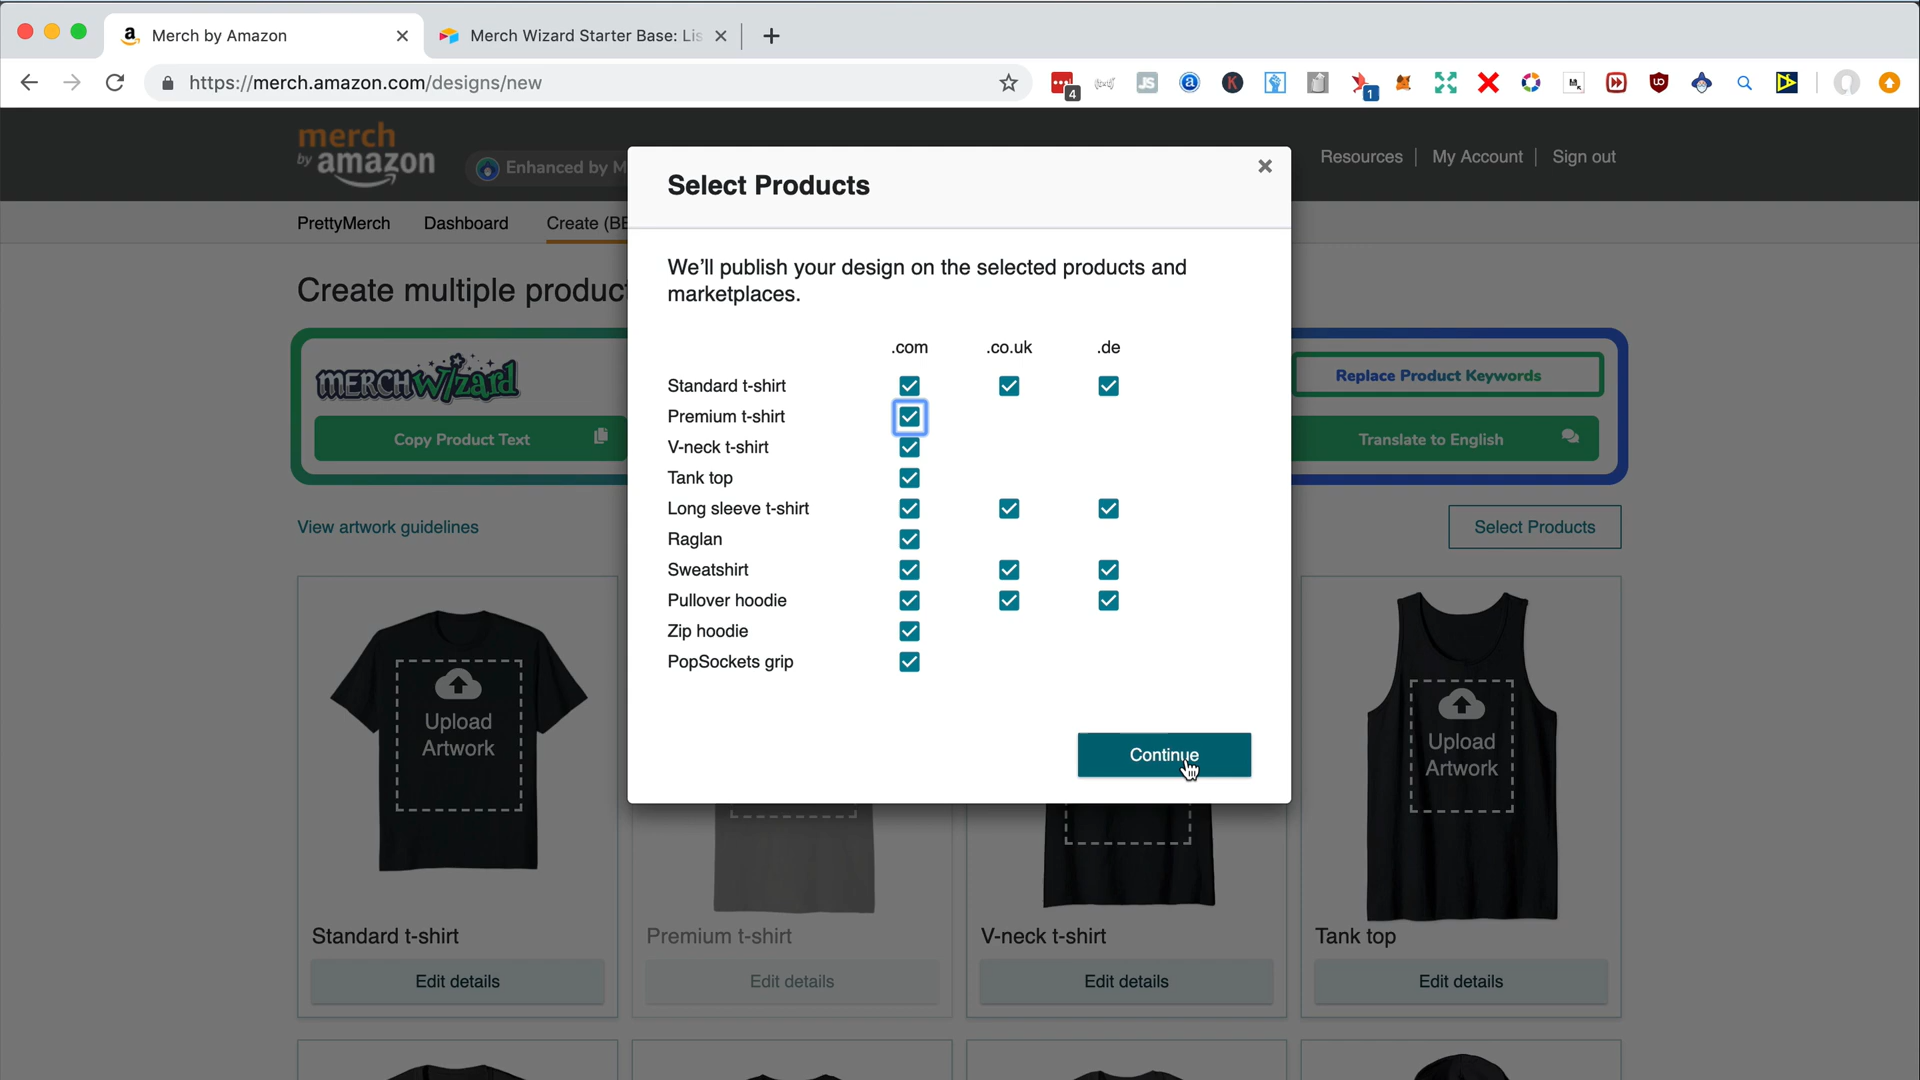 Merch by Amazon
Merch Wizard Starter Base: Lis
https://merch.amazon.com/designs/new
4
JS
a
K
1
merch
by amazon
Enhanced by M
Resources
My Account
Sign out
PrettyMerch
Dashboard
Create (BE
Create multiple produc
MERCHWizard
Copy Product Text
Replace Product Keywords
Translate to English
View artwork guidelines
Select Products
Select Products
We'll publish your design on the selected products and
marketplaces.
.com .co.uk .de
Standard t-shirt
Premium t-shirt
V-neck t-shirt
Tank top
Long sleeve t-shirt
Raglan
Sweatshirt
Pullover hoodie
Zip hoodie
PopSockets grip
Continue
Upload
Artwork
Upload
Artwork
Standard t-shirt
Premium t-shirt
V-neck t-shirt
Tank top
Edit details
Edit details
Edit details
Edit details